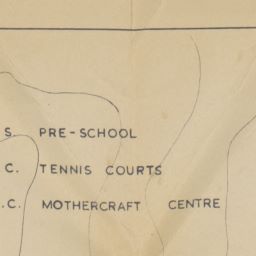 S. PRE-SCHOOL
C. TENNIS COURTS
.C. MOTHERCRAFT CENTRE